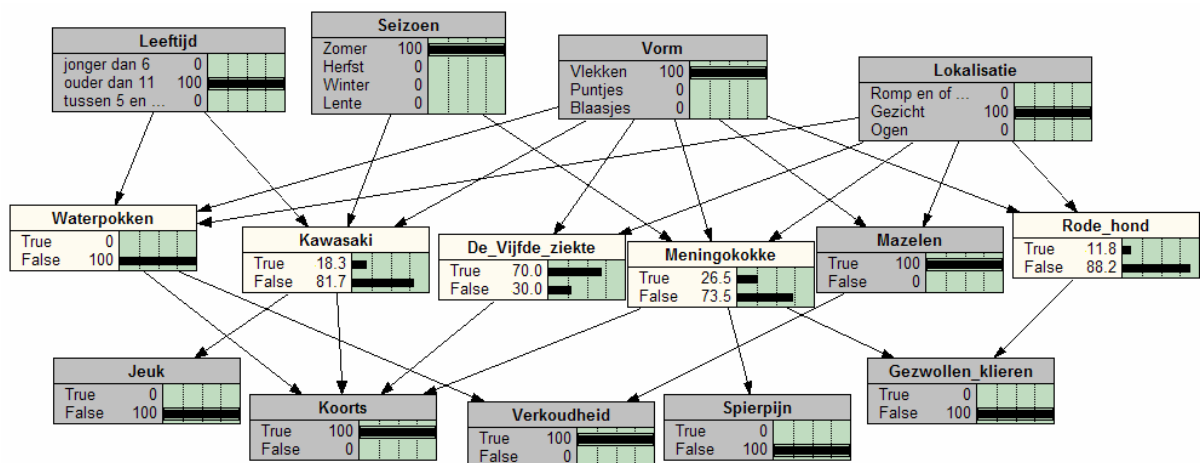 Leeftijd
jonger dan 6 0
ouder dan 11 100
tussen 5 en ... 0
Seizoen
Zomer 100
Herfst 0
Winter 0
Lente 0
Vorm
Vlekken 100
Puntjes 0
Blaasjes 0
Lokalisatie
Romp en of ... 0
Gezicht 100
Ogen 0
Waterpokken
True 0
False 100
Kawasaki
True 18.3
False 81.7
De_Vijfde_ziekte
True 70.0
False 30.0
Meningokokke
True 26.5
False 73.5
Mazelen
True 100
False 0
Rode_hond
True 11.8
False 88.2
Jeuk
True 0
False 100
Koorts
True 100
False 0
Verkoudheid
True 100
False 0
Spierpijn
True 0
False 100
Gezwollen_klieren
True 0
False 100